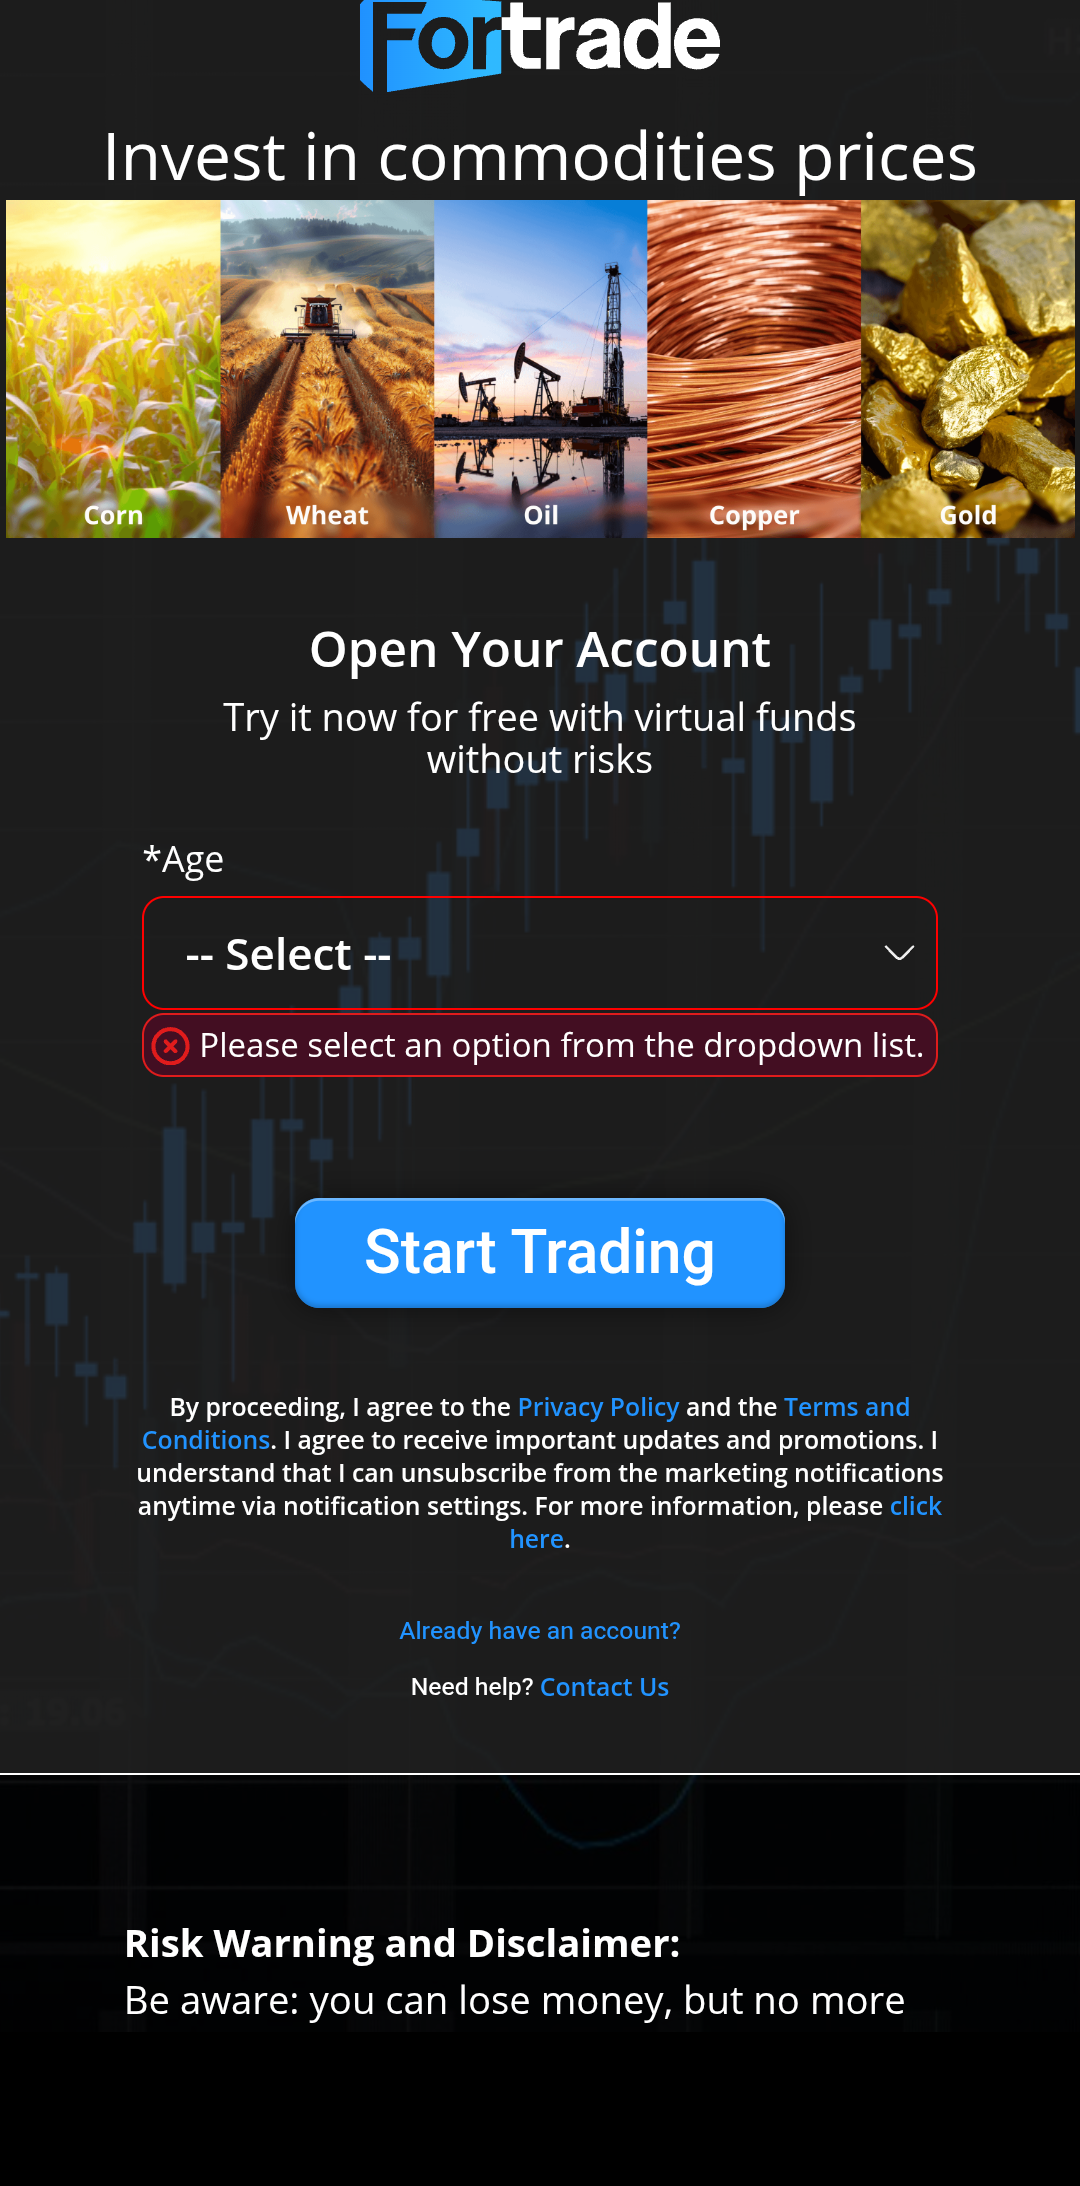 Fortrade
Invest in commodities prices
Corn
Wheat
Oil
Copper
Gold
Open Your Account
Try it now for free with virtual funds
without risks
*Age
-- Select --
Please select an option from the dropdown list.
Start Trading
By proceeding, I agree to the Privacy Policy and the Terms and
Conditions. I agree to receive important updates and promotions. I
understand that I can unsubscribe from the marketing notifications
anytime via notification settings. For more information, please click
here.
Already have an account?
Need help? Contact Us
Risk Warning and Disclaimer:
Be aware: you can lose money, but no more